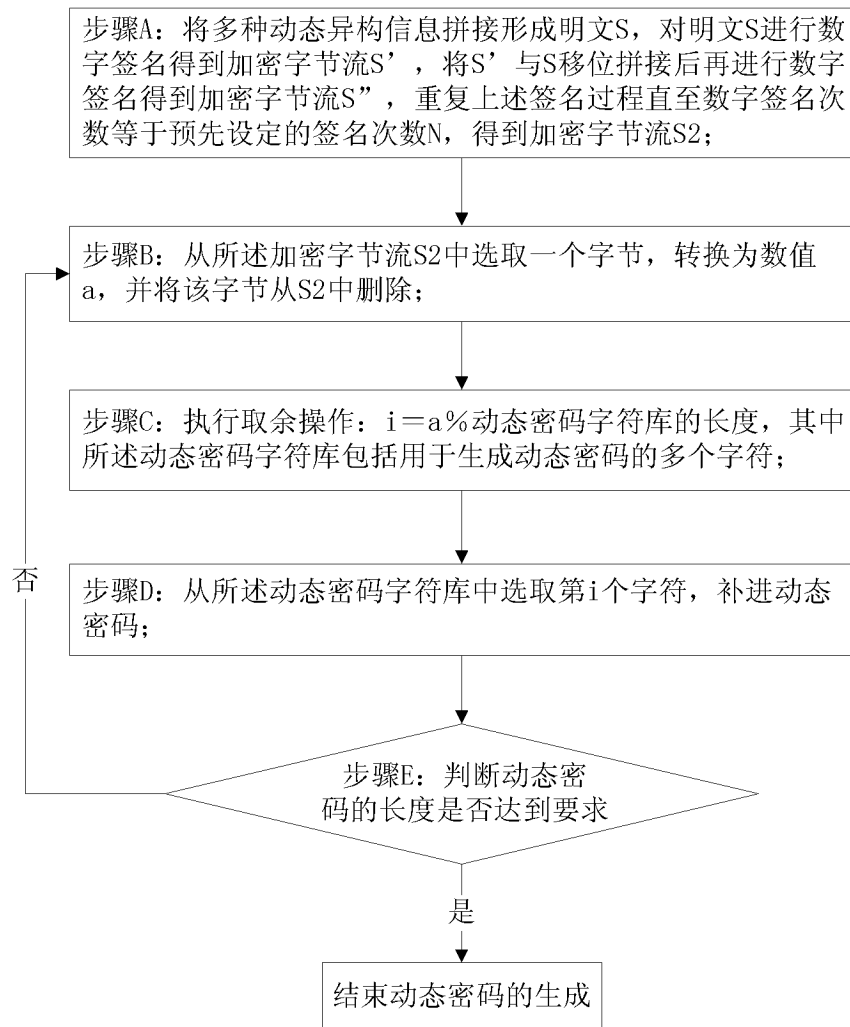 步骤A：将多种动态异构信息拼接形成明文S，对明文S进行数
字签名得到加密字节流S’，将S’与S移位拼接后再进行数字
签名得到加密字节流S”，重复上述签名过程直至数字签名次
数等于预先设定的签名次数N，得到加密字节流S2；
步骤B：从所述加密字节流S2中选取一个字节，转换为数值
a，并将该字节从S2中删除；
步骤C：执行取余操作：i＝a％动态密码字符库的长度，其中
所述动态密码字符库包括用于生成动态密码的多个字符；
步骤D：从所述动态密码字符库中选取第i个字符，补进动态
密码；
否
步骤E：判断动态密
码的长度是否达到要求
是
结束动态密码的生成